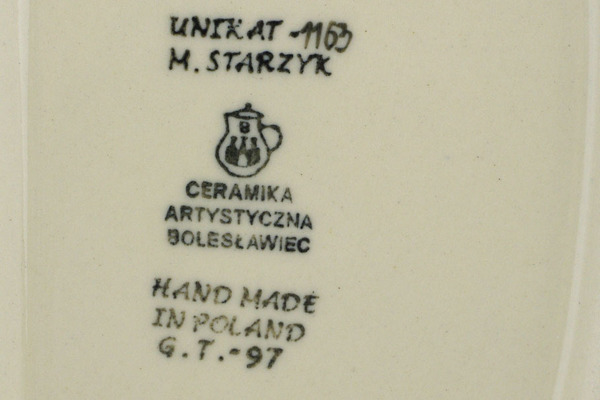 UNIKAT -1163
M. STARZYK
B
CERAMIKA
ARTYSTYCZNA
BOLESŁAWIEC
HAND MADE
IN POLAND
G.T.-97